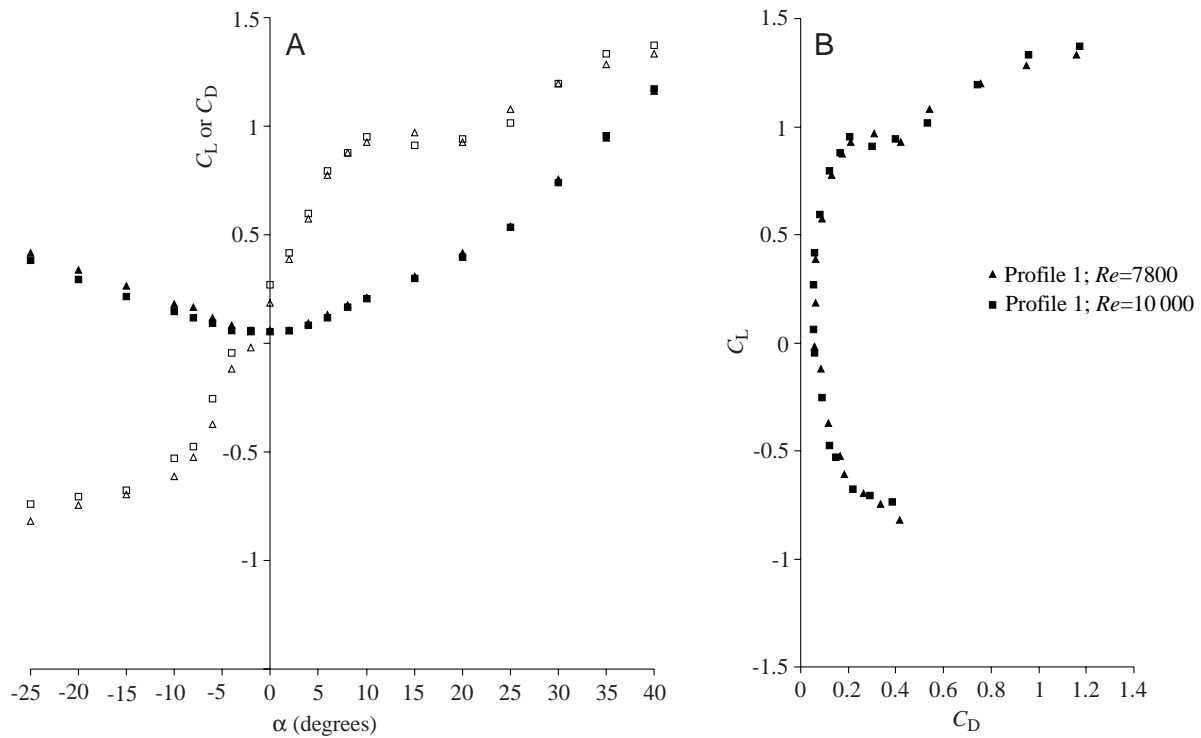 A
1.5
1
0.5
-0.5
-1
C_L or C_D
-25 -20 -15 -10 -5 0 5 10 15 20 25 30 35 40
α (degrees)
B
1.5
1
0.5
0
-0.5
-1
-1.5
C_L
0 0.2 0.4 0.6 0.8 1 1.2 1.4
C_D
Profile 1; Re=7800
Profile 1; Re=10 000